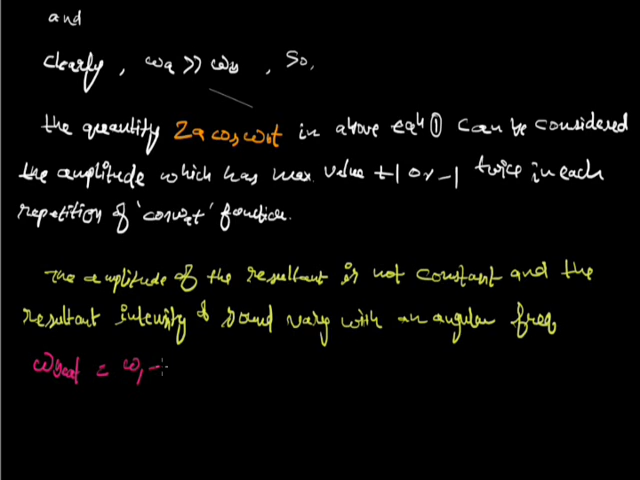 and
clearly, ωa >> ωb, So,
the quantity 2a cos ωbt in above eqn ① can be considered
the amplitude which has max. value +1 or -1 twice in each
repetition of 'cosωbt' function.
The amplitude of the resultant is not constant and the
resultant intensity of sound vary with an angular freq.
ωbeat = ω1 -